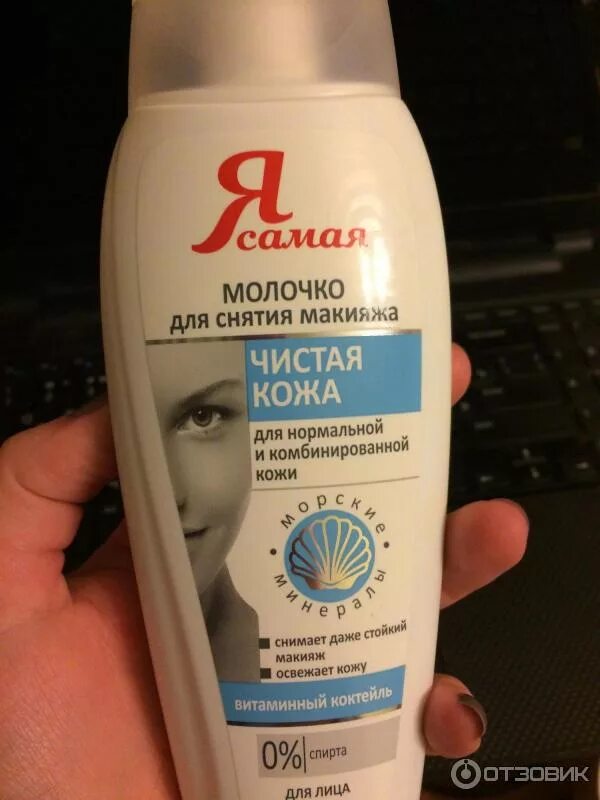 Я
самая
МОЛОЧКО
ДЛЯ СНЯТИЯ МАКИЯЖА
ЧИСТАЯ
КОЖА
для нормальной
и комбинированной
кожи
• МОРСКИЕ •
МИНЕРАЛЫ
снимает даже стойкий
макияж
освежает кожу
витаминный коктейль
0% спирта
ДЛЯ ЛИЦА
ОТЗОВИК